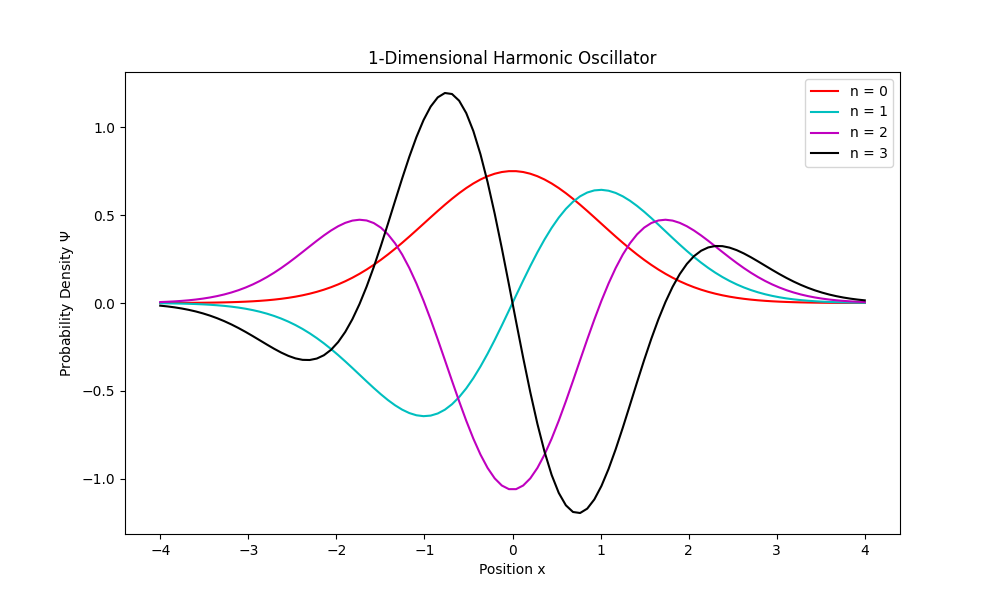 1-Dimensional Harmonic Oscillator
n = 0
n = 1
n = 2
n = 3
Probability Density Ψ
1.0
0.5
0.0
−0.5
−1.0
−4 −3 −2 −1 0 1 2 3 4
Position x